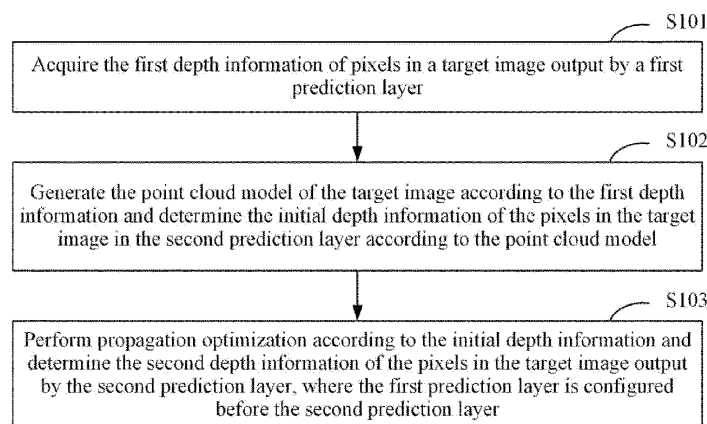 S101
Acquire the first depth information of pixels in a target image output by a first
prediction layer
S102
Generate the point cloud model of the target image according to the first depth
information and determine the initial depth information of the pixels in the target
image in the second prediction layer according to the point cloud model
S103
Perform propagation optimization according to the initial depth information and
determine the second depth information of the pixels in the target image output
by the second prediction layer, where the first prediction layer is configured
before the second prediction layer